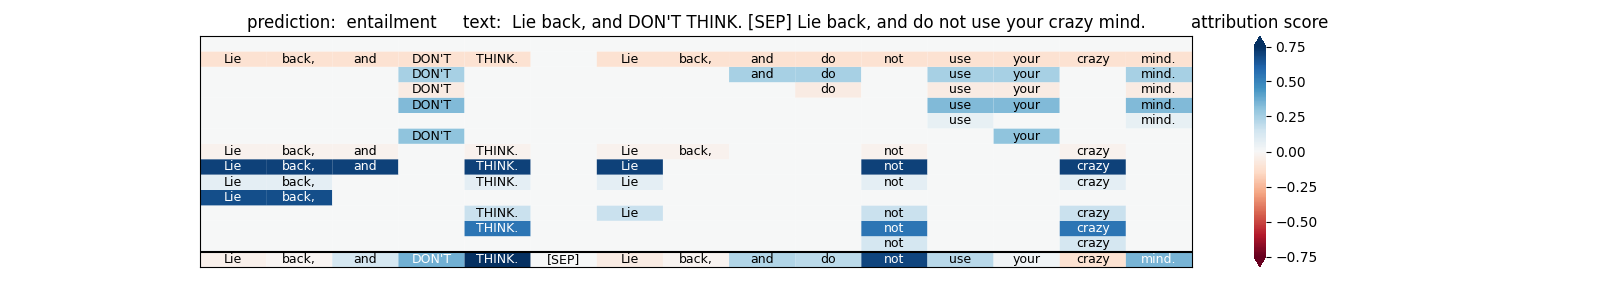 prediction: entailment text: Lie back, and DON'T THINK. [SEP] Lie back, and do not use your crazy mind. attribution score
Lie back, and DON'T THINK. Lie back, and do not use your crazy mind.
DON'T and do use your mind.
DON'T do use your mind.
DON'T use your mind.
use mind.
DON'T your
Lie back, and THINK. Lie back, not crazy
Lie back, and THINK. Lie not crazy
Lie back, THINK. Lie not crazy
Lie back,
THINK. Lie not crazy
THINK. not crazy
not crazy
Lie back, and DON'T THINK. [SEP] Lie back, and do not use your crazy mind.
0.75
0.50
0.25
0.00
−0.25
−0.50
−0.75